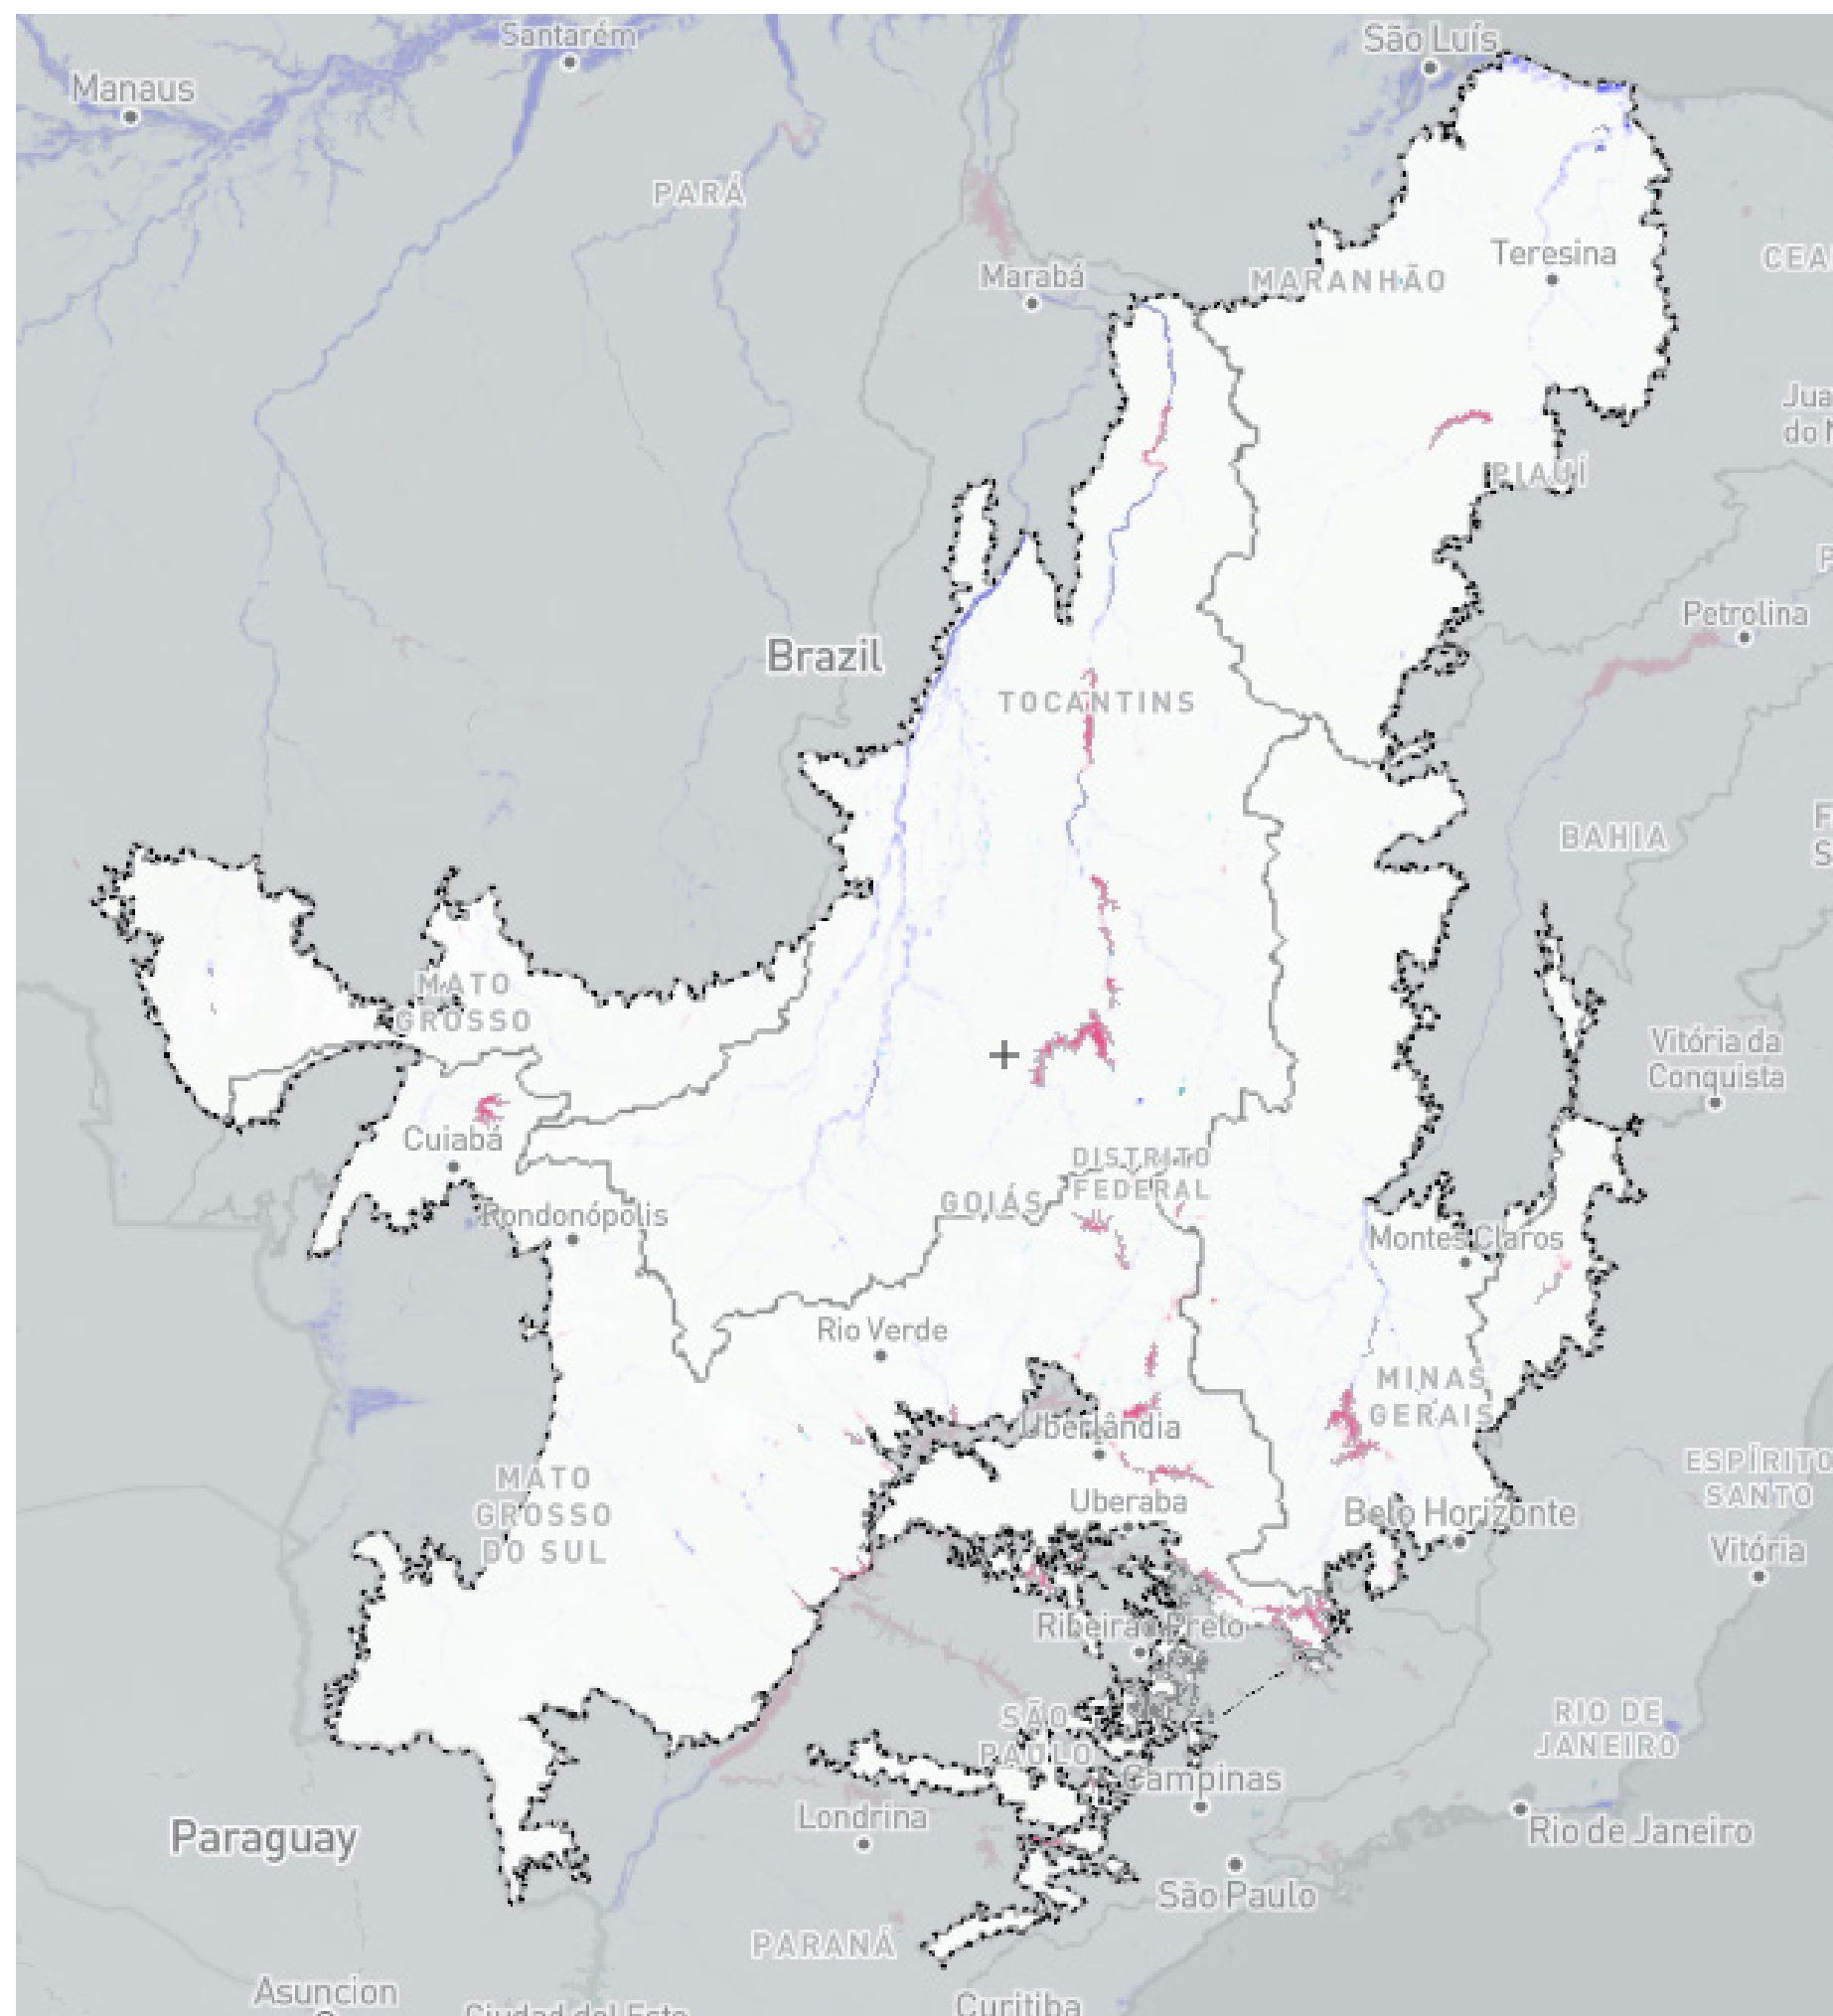 Santarém
São Luís
Manaus
PARÁ
Teresina
CEA
Marabá
MARANHÃO
Jua
do N
PIAUÍ
P
Petrolina
Brazil
TOCANTINS
F
BAHIA
S
MATO
GROSSO
Vitória da
Conquista
Cuiabá
DISTRITO
FEDERAL
GOIÁS
Rondonópolis
Montes Claros
Rio Verde
MINAS
GERAIS
Uberlândia
ESPÍRITO
SANTO
MATO
GROSSO
DO SUL
Uberaba
Belo Horizonte
Vitória
Ribeirão Preto
SÃO
PAULO
RIO DE
JANEIRO
Campinas
Londrina
Rio de Janeiro
Paraguay
São Paulo
PARANÁ
Asuncion
Ciudad del Este
Curitiba